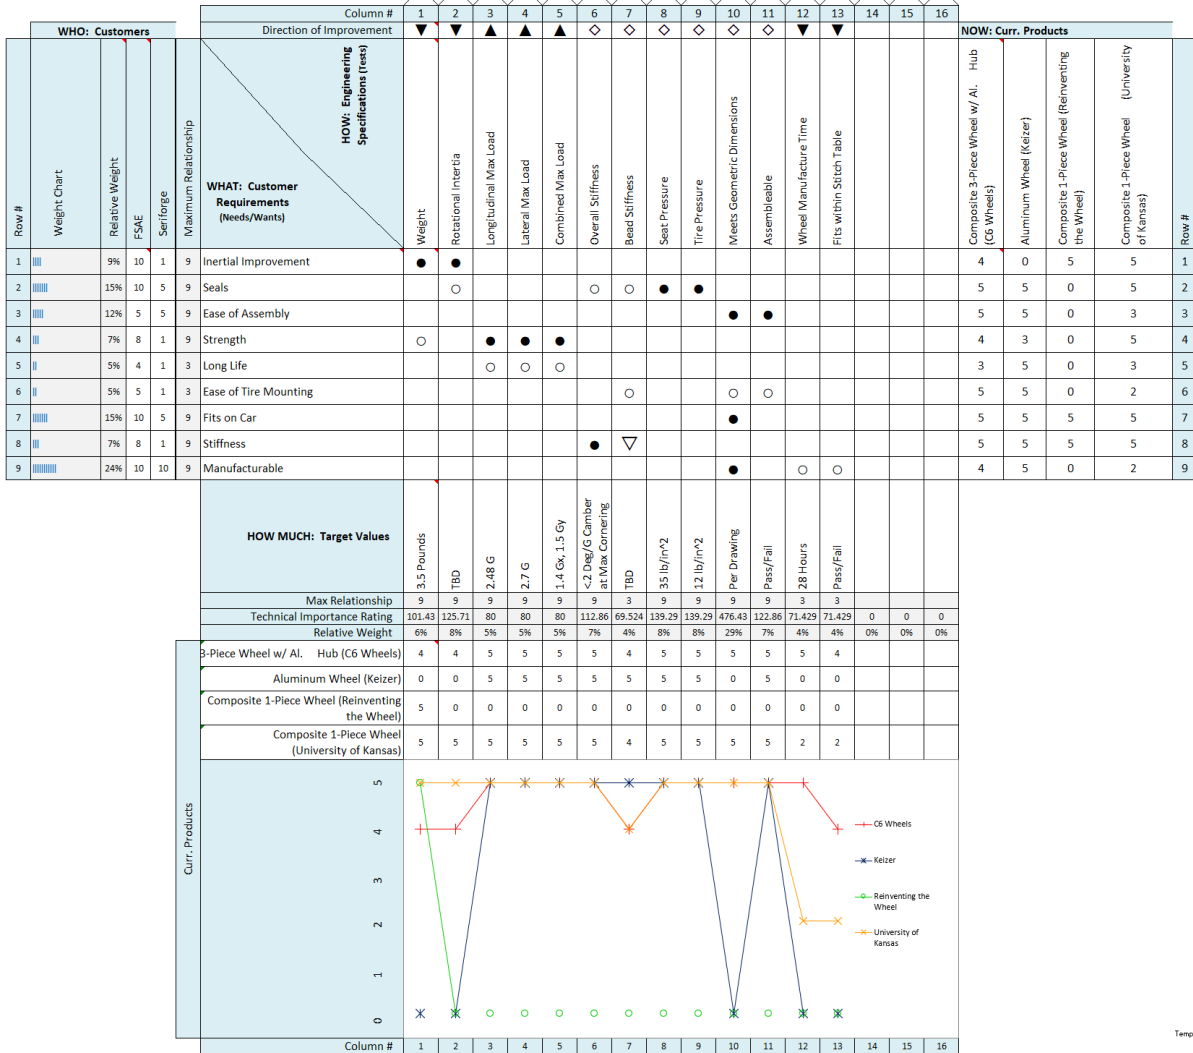 Column # 1 2 3 4 5 6 7 8 9 10 11 12 13 14 15 16
WHO: Customers
Direction of Improvement ▼ ▼ ▲ ▲ ▲ ◇ ◇ ◇ ◇ ◇ ◇ ▼ ▼
NOW: Curr. Products
Row #
Weight Chart
Relative Weight
FSAE
Seriforge
Maximum Relationship
HOW: Engineering
Specifications (Tests)
WHAT: Customer
Requirements
(Needs/Wants)
Weight
Rotational Intertia
Longitudinal Max Load
Lateral Max Load
Combined Max Load
Overall Stiffness
Bead Stiffness
Seat Pressure
Tire Pressure
Meets Geometric Dimensions
Assembleable
Wheel Manufacture Time
Fits within Stitch Table
Composite 3-Piece Wheel w/ Al. Hub
(C6 Wheels)
Aluminum Wheel (Keizer)
Composite 1-Piece Wheel (Reinventing
the Wheel)
Composite 1-Piece Wheel (University
of Kansas)
Row #
1 |||| 9% 10 1 9 Inertial Improvement ● ● 4 0 5 5 1
2 ||||||| 15% 10 5 9 Seals ○ ○ ○ ● ● 5 5 0 5 2
3 ||||| 12% 5 5 9 Ease of Assembly ● ● 5 5 0 3 3
4 ||| 7% 8 1 9 Strength ○ ● ● ● 4 3 0 5 4
5 || 5% 4 1 3 Long Life ○ ○ ○ 3 5 0 3 5
6 || 5% 5 1 3 Ease of Tire Mounting ○ ○ ○ 5 5 0 2 6
7 ||||||| 15% 10 5 9 Fits on Car ● 5 5 5 5 7
8 ||| 7% 8 1 9 Stiffness ● ▽ 5 5 5 5 8
9 ||||||||||| 24% 10 10 9 Manufacturable ● ○ ○ 4 5 0 2 9
HOW MUCH: Target Values
3.5 Pounds
TBD
2.48 G
2.7 G
1.4 Gx, 1.5 Gy
<.2 Deg/G Camber
at Max Cornering
TBD
35 lb/in^2
12 lb/in^2
Per Drawing
Pass/Fail
28 Hours
Pass/Fail
Max Relationship 9 9 9 9 9 9 3 9 9 9 9 3 3
Technical Importance Rating 101.43 125.71 80 80 80 112.86 69.524 139.29 139.29 476.43 122.86 71.429 71.429 0 0 0
Relative Weight 6% 8% 5% 5% 5% 7% 4% 8% 8% 29% 7% 4% 4% 0% 0% 0%
Curr. Products
3-Piece Wheel w/ Al. Hub (C6 Wheels) 4 4 5 5 5 5 4 5 5 5 5 5 4
Aluminum Wheel (Keizer) 0 0 5 5 5 5 5 5 5 0 5 0 0
Composite 1-Piece Wheel (Reinventing
the Wheel) 5 0 0 0 0 0 0 0 0 0 0 0 0
Composite 1-Piece Wheel
(University of Kansas) 5 5 5 5 5 5 4 5 5 5 5 2 2
5
4
3
2
1
0
C6 Wheels
Keizer
Reinventing the
Wheel
University of
Kansas
Temp
Column # 1 2 3 4 5 6 7 8 9 10 11 12 13 14 15 16